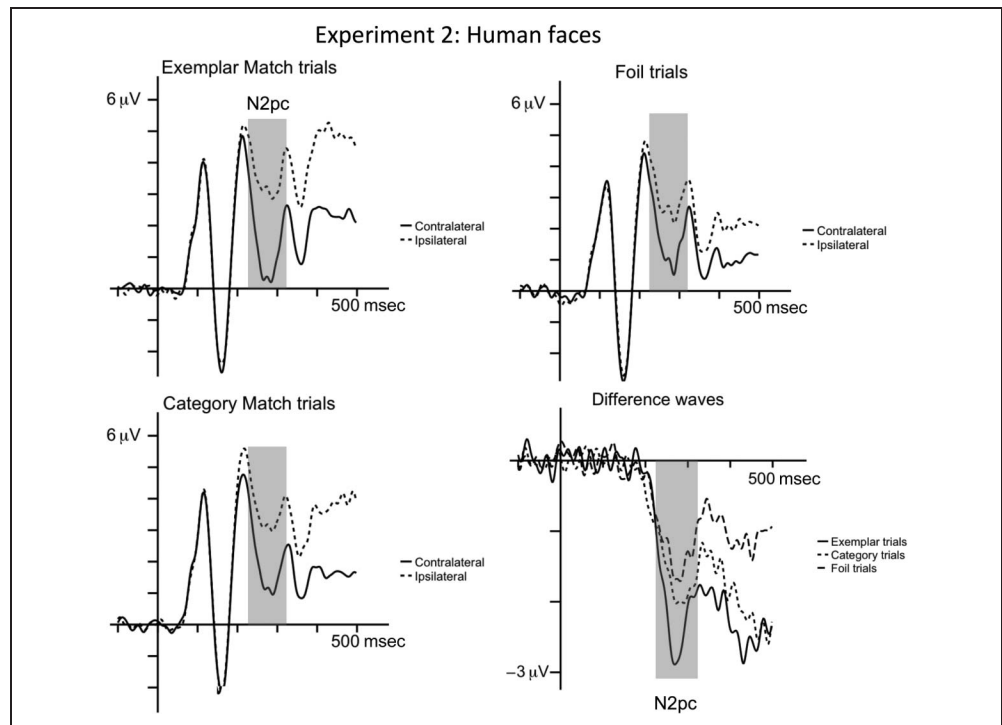 Experiment 2: Human faces
Exemplar Match trials
6 μV
N2pc
Contralateral
Ipsilateral
500 msec
Foil trials
6 μV
Contralateral
Ipsilateral
500 msec
Category Match trials
6 μV
Contralateral
Ipsilateral
500 msec
Difference waves
500 msec
Exemplar trials
Category trials
Foil trials
−3 μV
N2pc